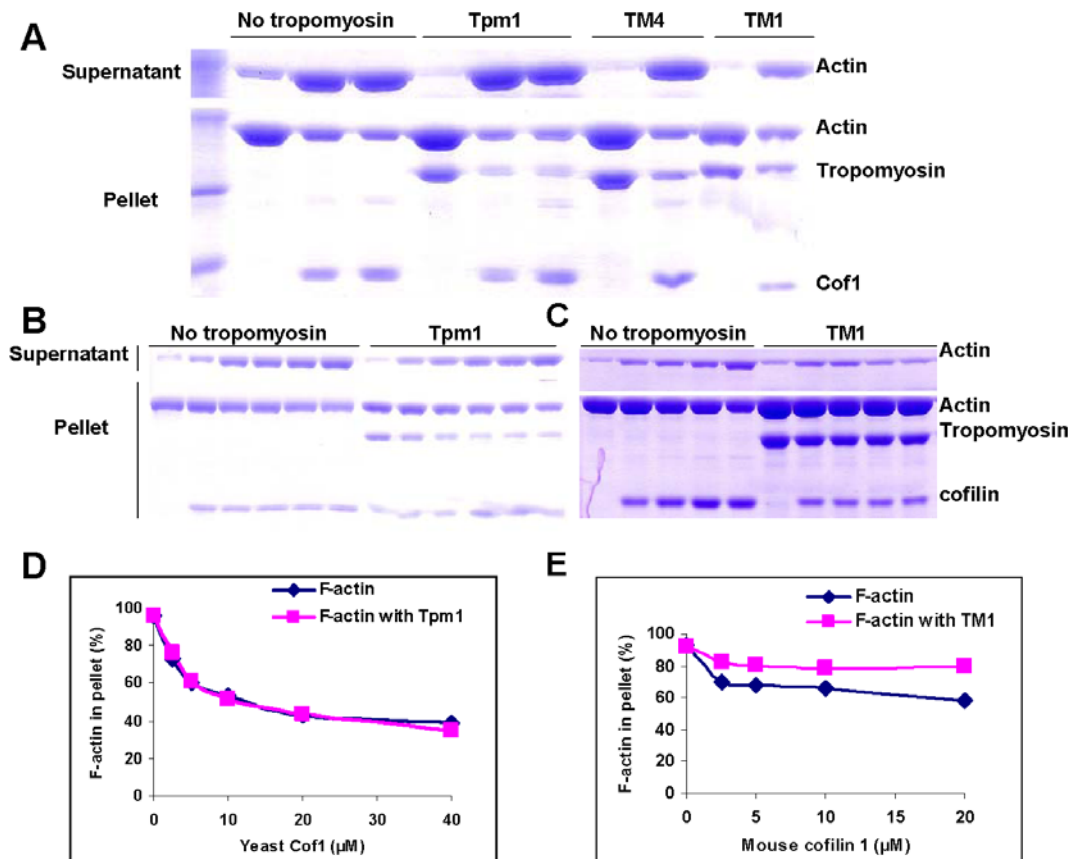 A
No tropomyosin Tpm1 TM4 TM1
Supernatant
Actin
Actin
Tropomyosin
Pellet
Cof1
B
No tropomyosin Tpm1
Supernatant
Pellet
C
No tropomyosin TM1
Actin
Actin
Tropomyosin
cofilin
D
F-actin
F-actin with Tpm1
F-actin in pellet (%)
100
80
60
40
20
0
0 10 20 30 40
Yeast Cof1 (µM)
E
F-actin
F-actin with TM1
F-actin in pellet (%)
100
80
60
40
20
0
0 5 10 15 20
Mouse cofilin 1 (µM)